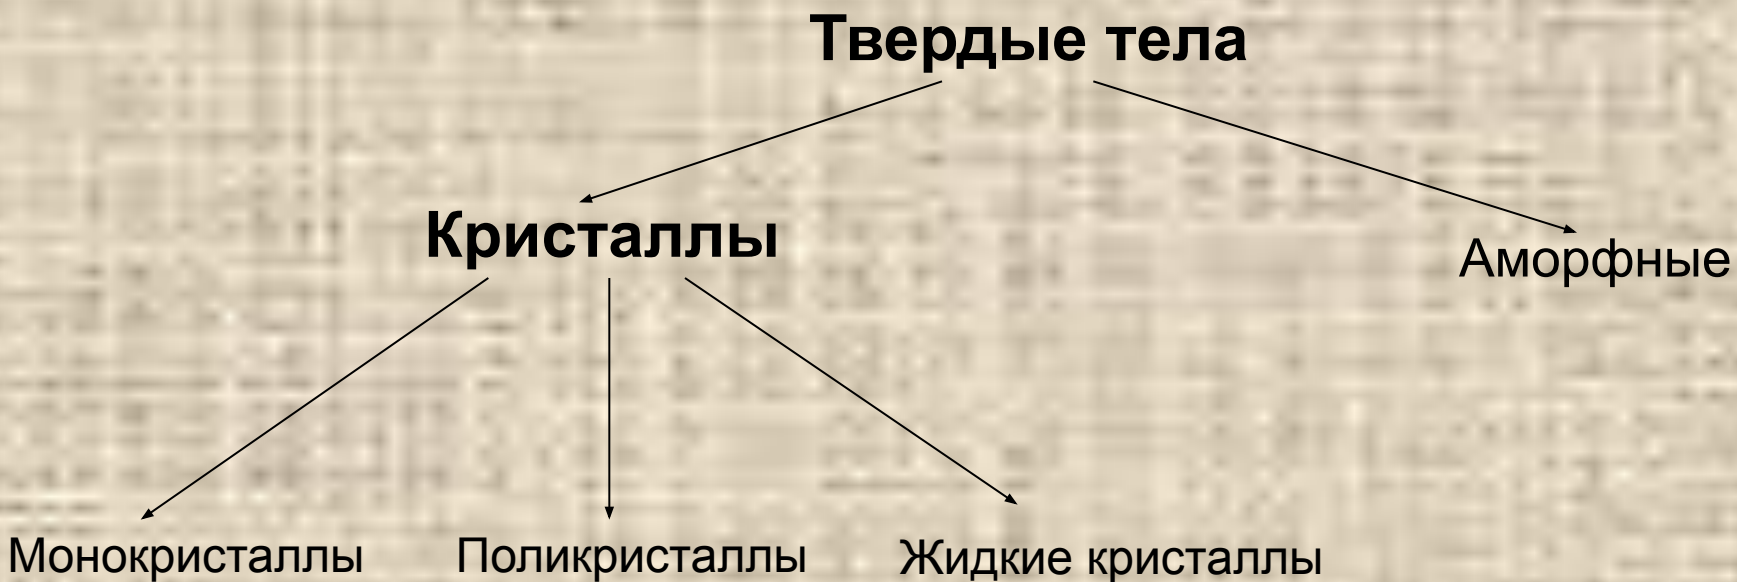 Твердые тела
Кристаллы
Аморфные
Монокристаллы
Поликристаллы
Жидкие кристаллы